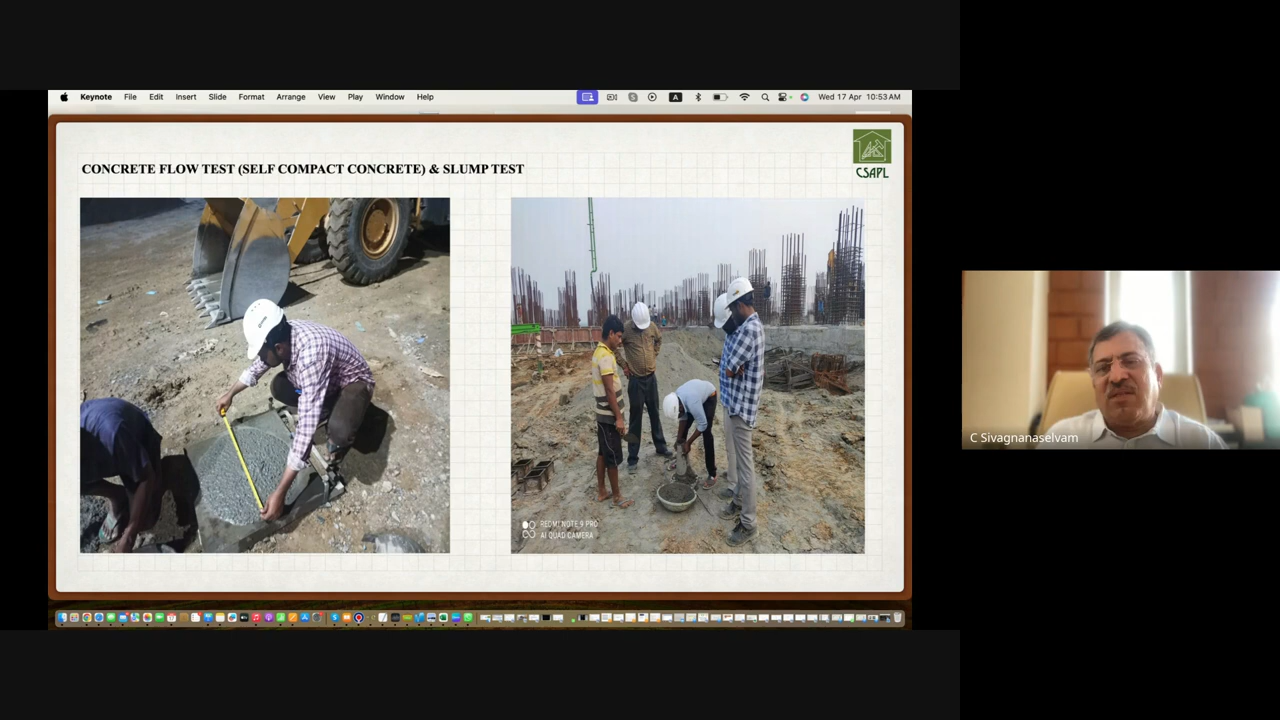 Keynote File Edit Insert Slide Format Arrange View Play Window Help A Wed 17 Apr 10:53 AM
CONCRETE FLOW TEST (SELF COMPACT CONCRETE) & SLUMP TEST
CSAPL
REDMI NOTE 9 PRO
AI QUAD CAMERA
C Sivagnanaselvam